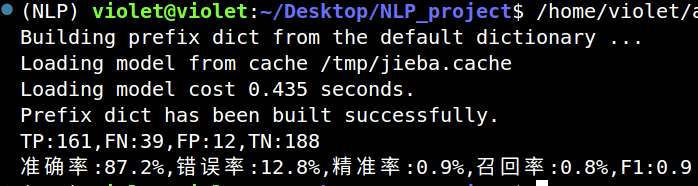 (NLP) violet@violet:~/Desktop/NLP_project$ /home/violet/a
Building prefix dict from the default dictionary ...
Loading model from cache /tmp/jieba.cache
Loading model cost 0.435 seconds.
Prefix dict has been built successfully.
TP:161,FN:39,FP:12,TN:188
准确率:87.2%,错误率:12.8%,精准率:0.9%,召回率:0.8%,F1:0.9